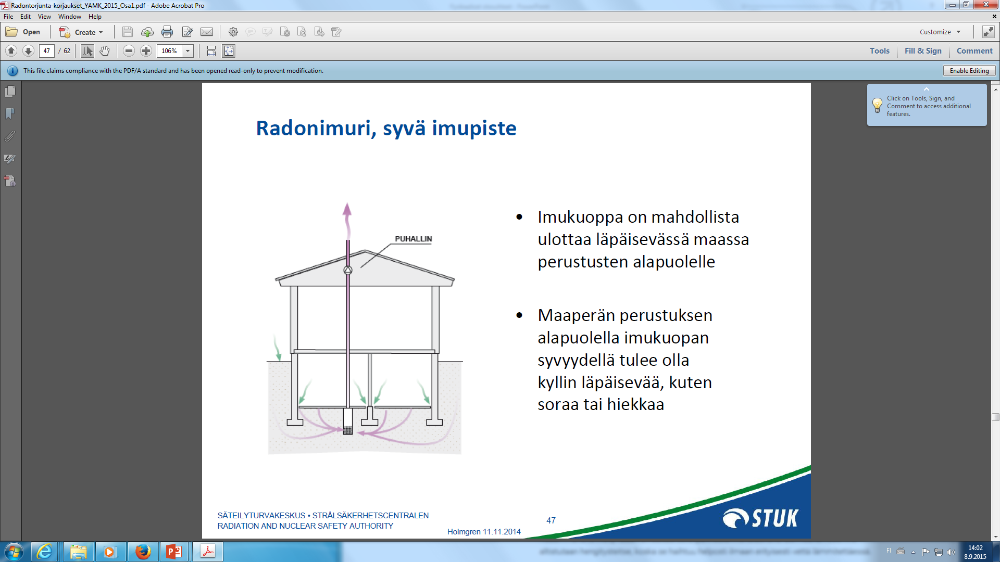 Radontorjunta-korjaukset_YAMK_2015_Osa1.pdf - Adobe Acrobat Pro
File Edit View Window Help
Open Create Customize
47 / 62 106% Tools Fill & Sign Comment
This file claims compliance with the PDF/A standard and has been opened read-only to prevent modification. Enable Editing
Click on Tools, Sign, and
Comment to access additional
features.
Radonimuri, syvä imupiste
PUHALLIN
• Imukuoppa on mahdollista
ulottaa läpäisevässä maassa
perustusten alapuolelle
• Maaperän perustuksen
alapuolella imukuopan
syvyydellä tulee olla
kyllin läpäisevää, kuten
soraa tai hiekkaa
SÄTEILYTURVAKESKUS • STRÅLSÄKERHETSCENTRALEN
RADIATION AND NUCLEAR SAFETY AUTHORITY
47
Holmgren 11.11.2014
STUK
FI 14:02
8.9.2015